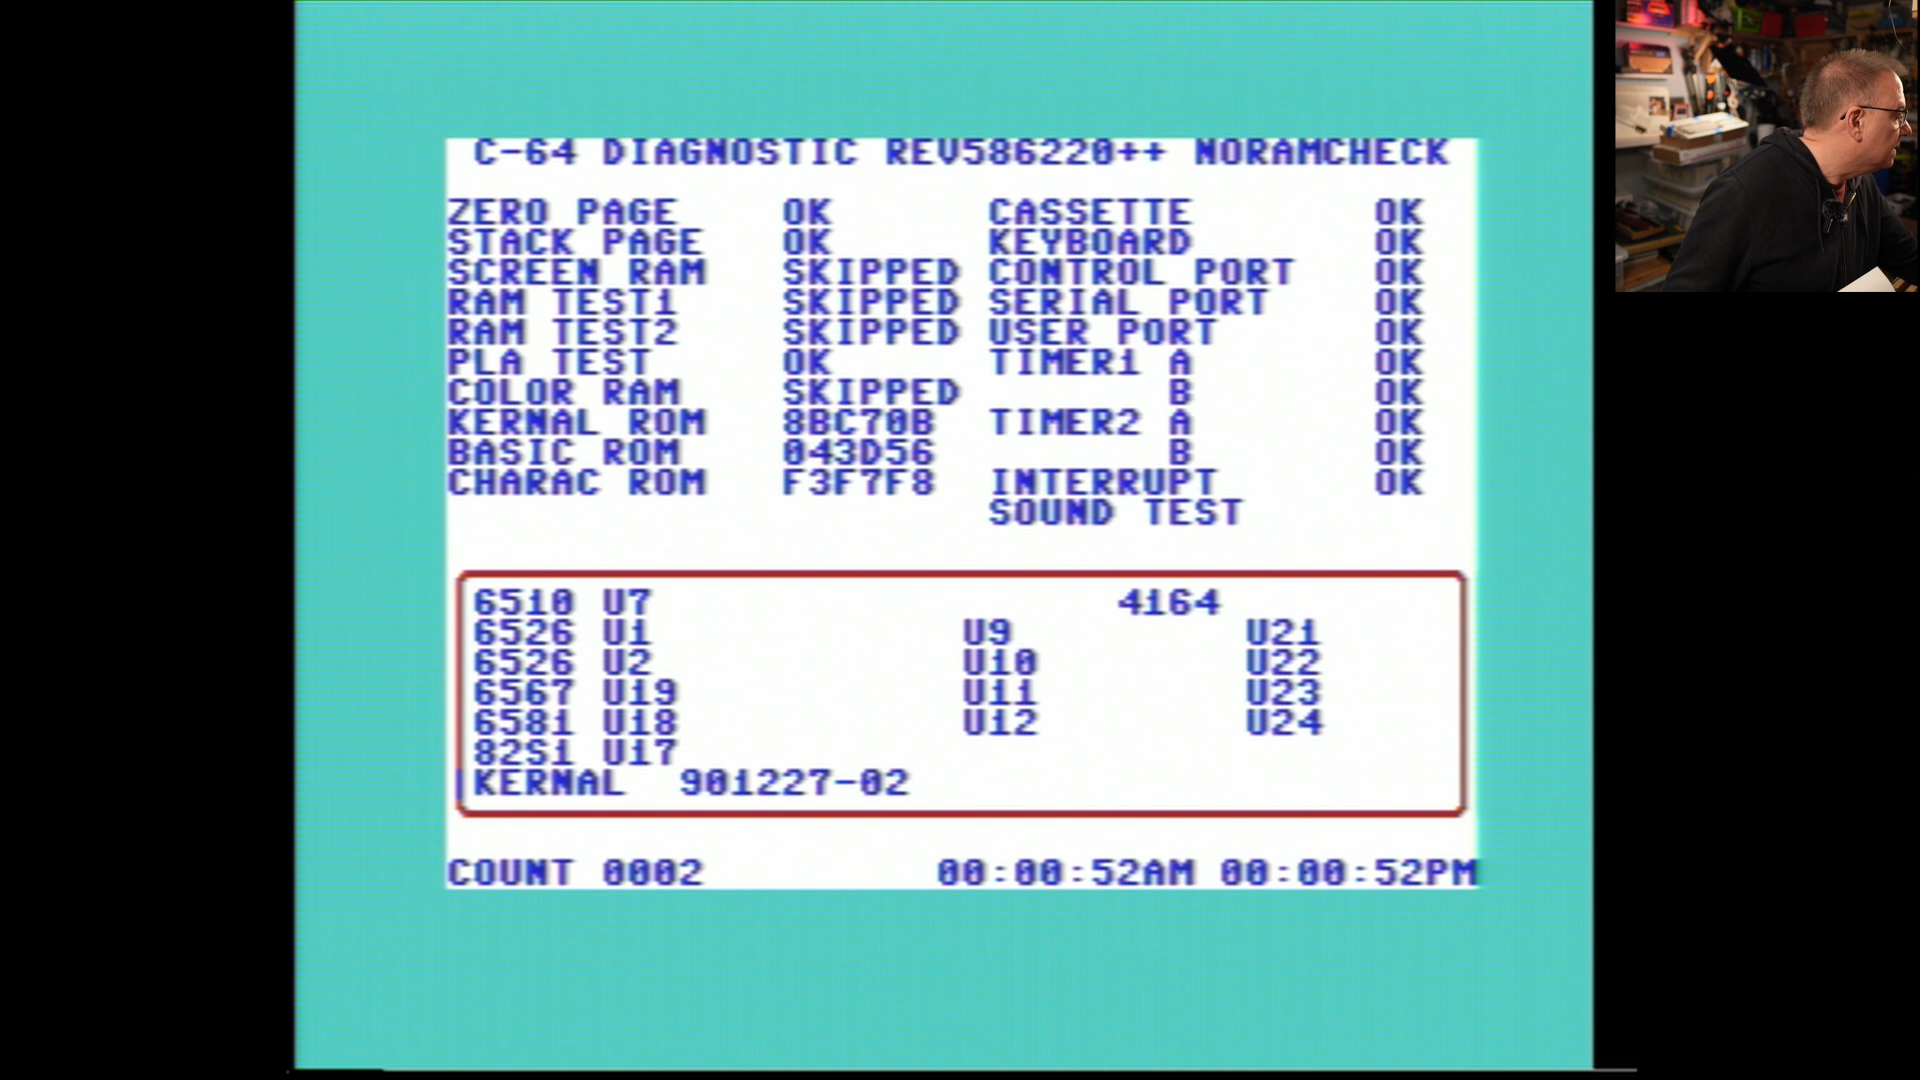 C-64 DIAGNOSTIC REV586220++ NORAMCHECK
ZERO PAGE OK CASSETTE OK
STACK PAGE OK KEYBOARD OK
SCREEN RAM SKIPPED CONTROL PORT OK
RAM TEST1 SKIPPED SERIAL PORT OK
RAM TEST2 SKIPPED USER PORT OK
PLA TEST OK TIMER1 A OK
COLOR RAM SKIPPED B OK
KERNAL ROM 8BC70B TIMER2 A OK
BASIC ROM 043D56 B OK
CHARAC ROM F3F7F8 INTERRUPT OK
SOUND TEST
6510 U7 4164
6526 U1 U9 U21
6526 U2 U10 U22
6567 U19 U11 U23
6581 U18 U12 U24
82S1 U17
KERNAL 901227-02
COUNT 0002 00:00:52AM 00:00:52PM